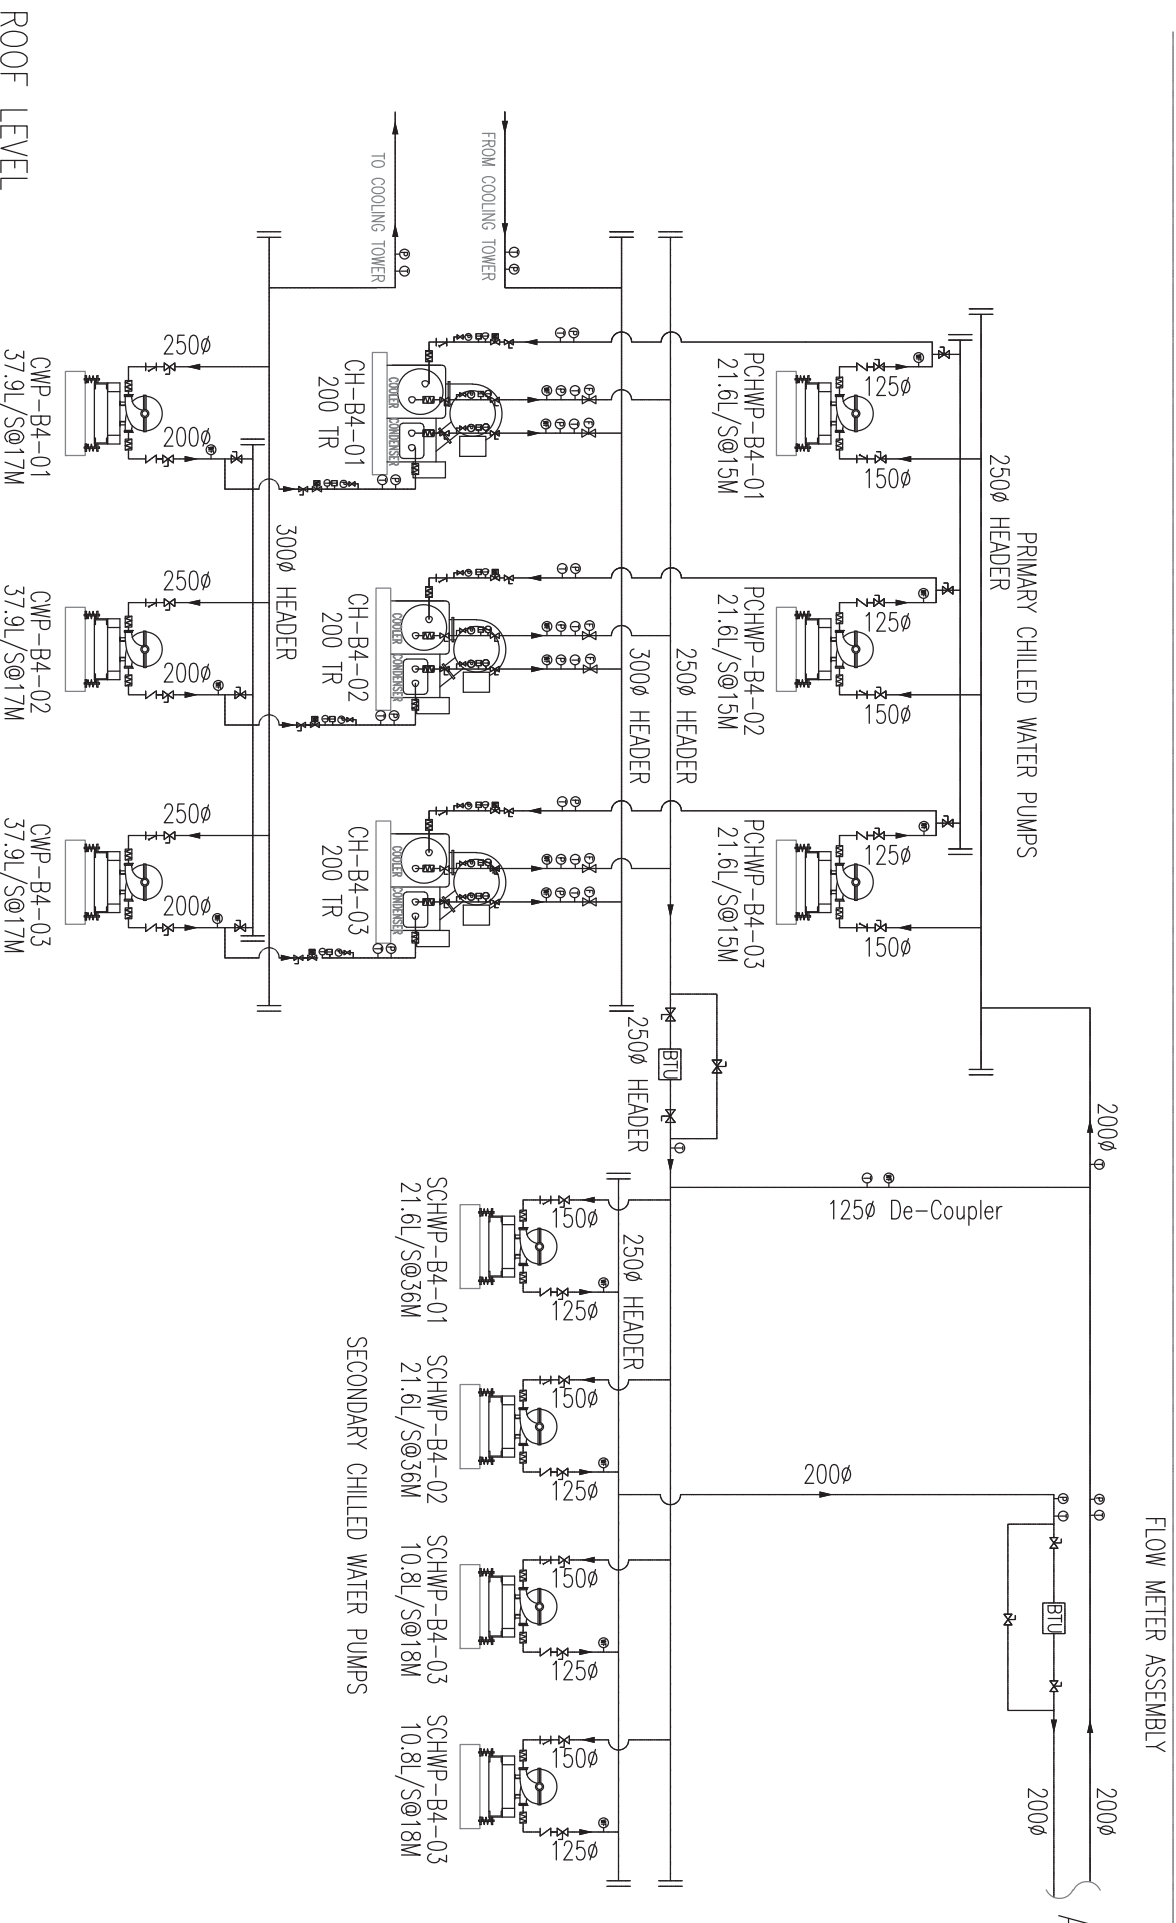 ROOF LEVEL
FLOW METER ASSEMBLY
PRIMARY CHILLED WATER PUMPS
250ø HEADER
200ø
200ø
200ø
125ø
150ø
125ø
150ø
125ø
150ø
PCHWP-B4-01
21.6L/S@15M
PCHWP-B4-02
21.6L/S@15M
PCHWP-B4-03
21.6L/S@15M
125ø De-Coupler
200ø
BTU
250ø HEADER
300ø HEADER
BTU
250ø HEADER
FROM COOLING TOWER
TO COOLING TOWER
COOLER
CONDENSER
CH-B4-01
200 TR
COOLER
CONDENSER
CH-B4-02
200 TR
COOLER
CONDENSER
CH-B4-03
200 TR
300ø HEADER
250ø
200ø
250ø
200ø
250ø
200ø
CWP-B4-01
37.9L/S@17M
CWP-B4-02
37.9L/S@17M
CWP-B4-03
37.9L/S@17M
250ø HEADER
150ø
125ø
150ø
125ø
150ø
125ø
150ø
125ø
SCHWP-B4-01
21.6L/S@36M
SCHWP-B4-02
21.6L/S@36M
SCHWP-B4-03
10.8L/S@18M
SCHWP-B4-03
10.8L/S@18M
SECONDARY CHILLED WATER PUMPS